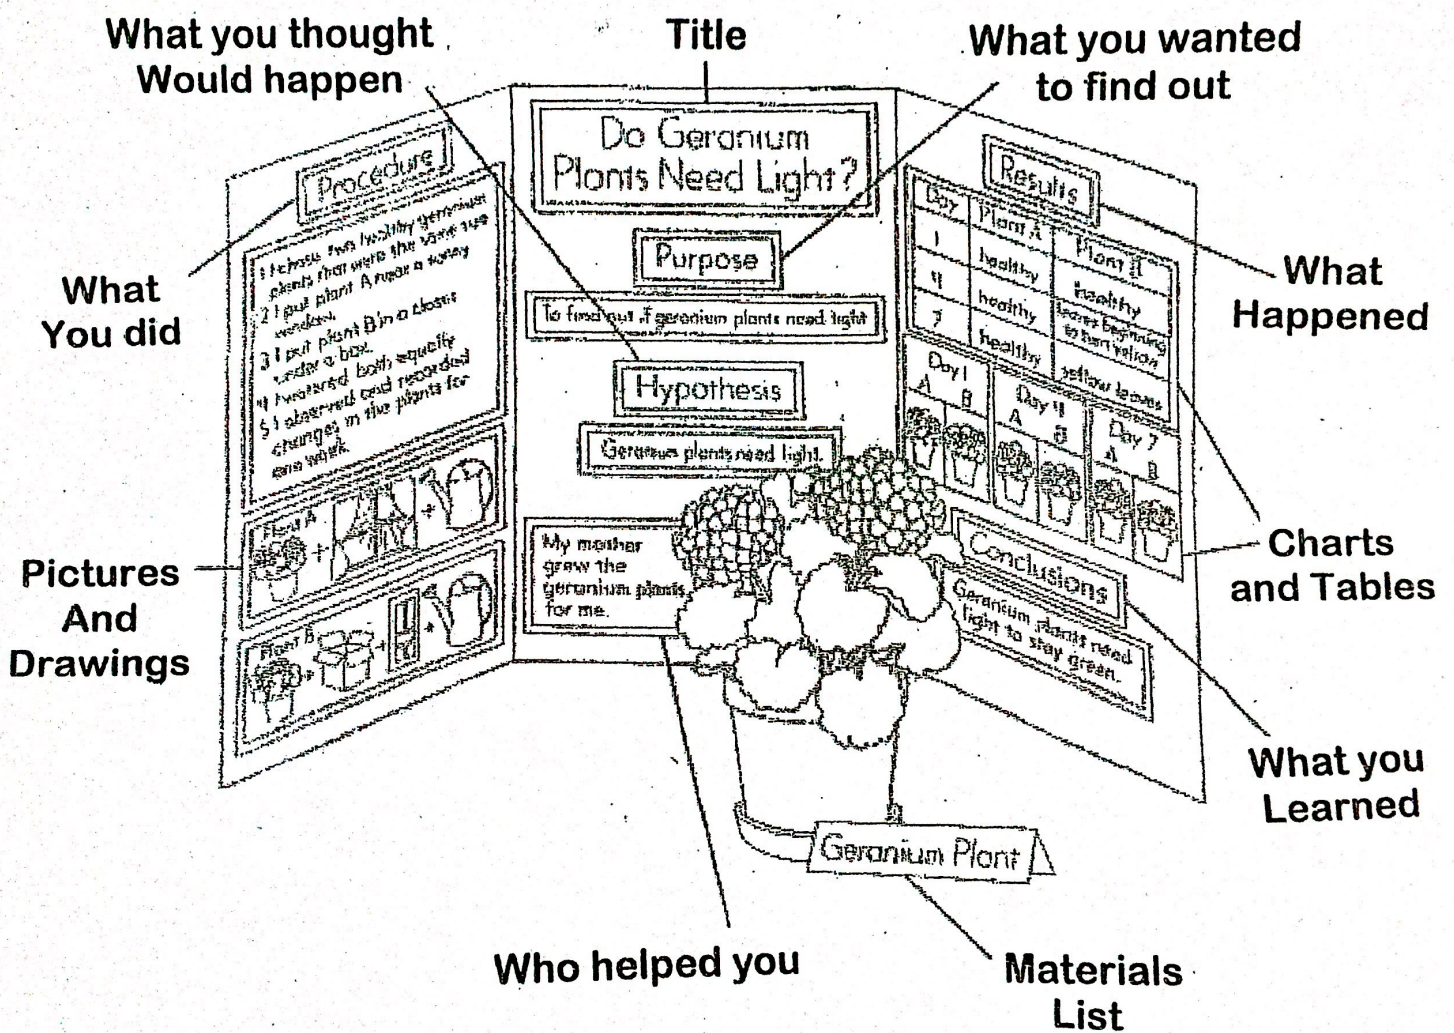 What you thought
Would happen
Title
What you wanted
to find out
Procedure
1 I chose two healthy geranium
plants that were the same size
2 I put plant A near a sunny
window.
3 I put plant B in a closet
under a box.
4 I watered both equally
5 I observed and recorded
changes in the plants for
one week.
What
You did
Plant A
Plant B
Pictures
And
Drawings
Do Geranium
Plants Need Light?
Purpose
To find out if geranium plants need light
Hypothesis
Geranium plants need light.
My mother
grew the
geranium plants
for me.
Results
Day Plant A Plant B
1 healthy healthy
4 healthy leaves beginning
to turn yellow
7 healthy yellow leaves
Day 1
A B
Day 4
A B
Day 7
A B
What
Happened
Charts
and Tables
Conclusions
Geranium plants need
light to stay green.
What you
Learned
Geranium Plant
Who helped you
Materials
List